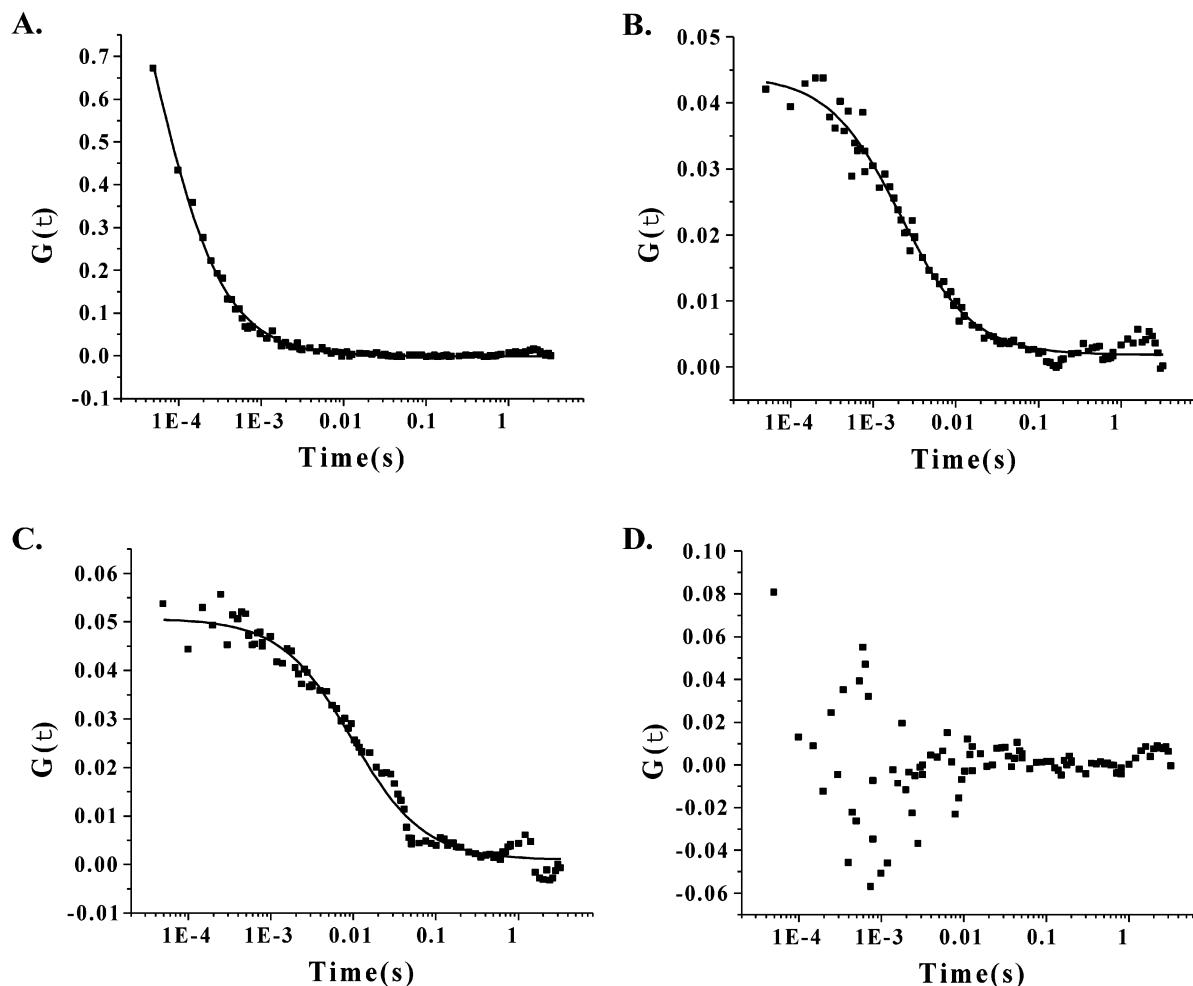 A.
0.7
0.6
0.5
0.4
0.3
0.2
0.1
0.0
-0.1
G(t)
1E-4 1E-3 0.01 0.1 1
Time(s)
B.
0.05
0.04
0.03
0.02
0.01
0.00
G(t)
1E-4 1E-3 0.01 0.1 1
Time(s)
C.
0.06
0.05
0.04
0.03
0.02
0.01
0.00
-0.01
G(t)
1E-4 1E-3 0.01 0.1 1
Time(s)
D.
0.10
0.08
0.06
0.04
0.02
0.00
-0.02
-0.04
-0.06
G(t)
1E-4 1E-3 0.01 0.1 1
Time(s)